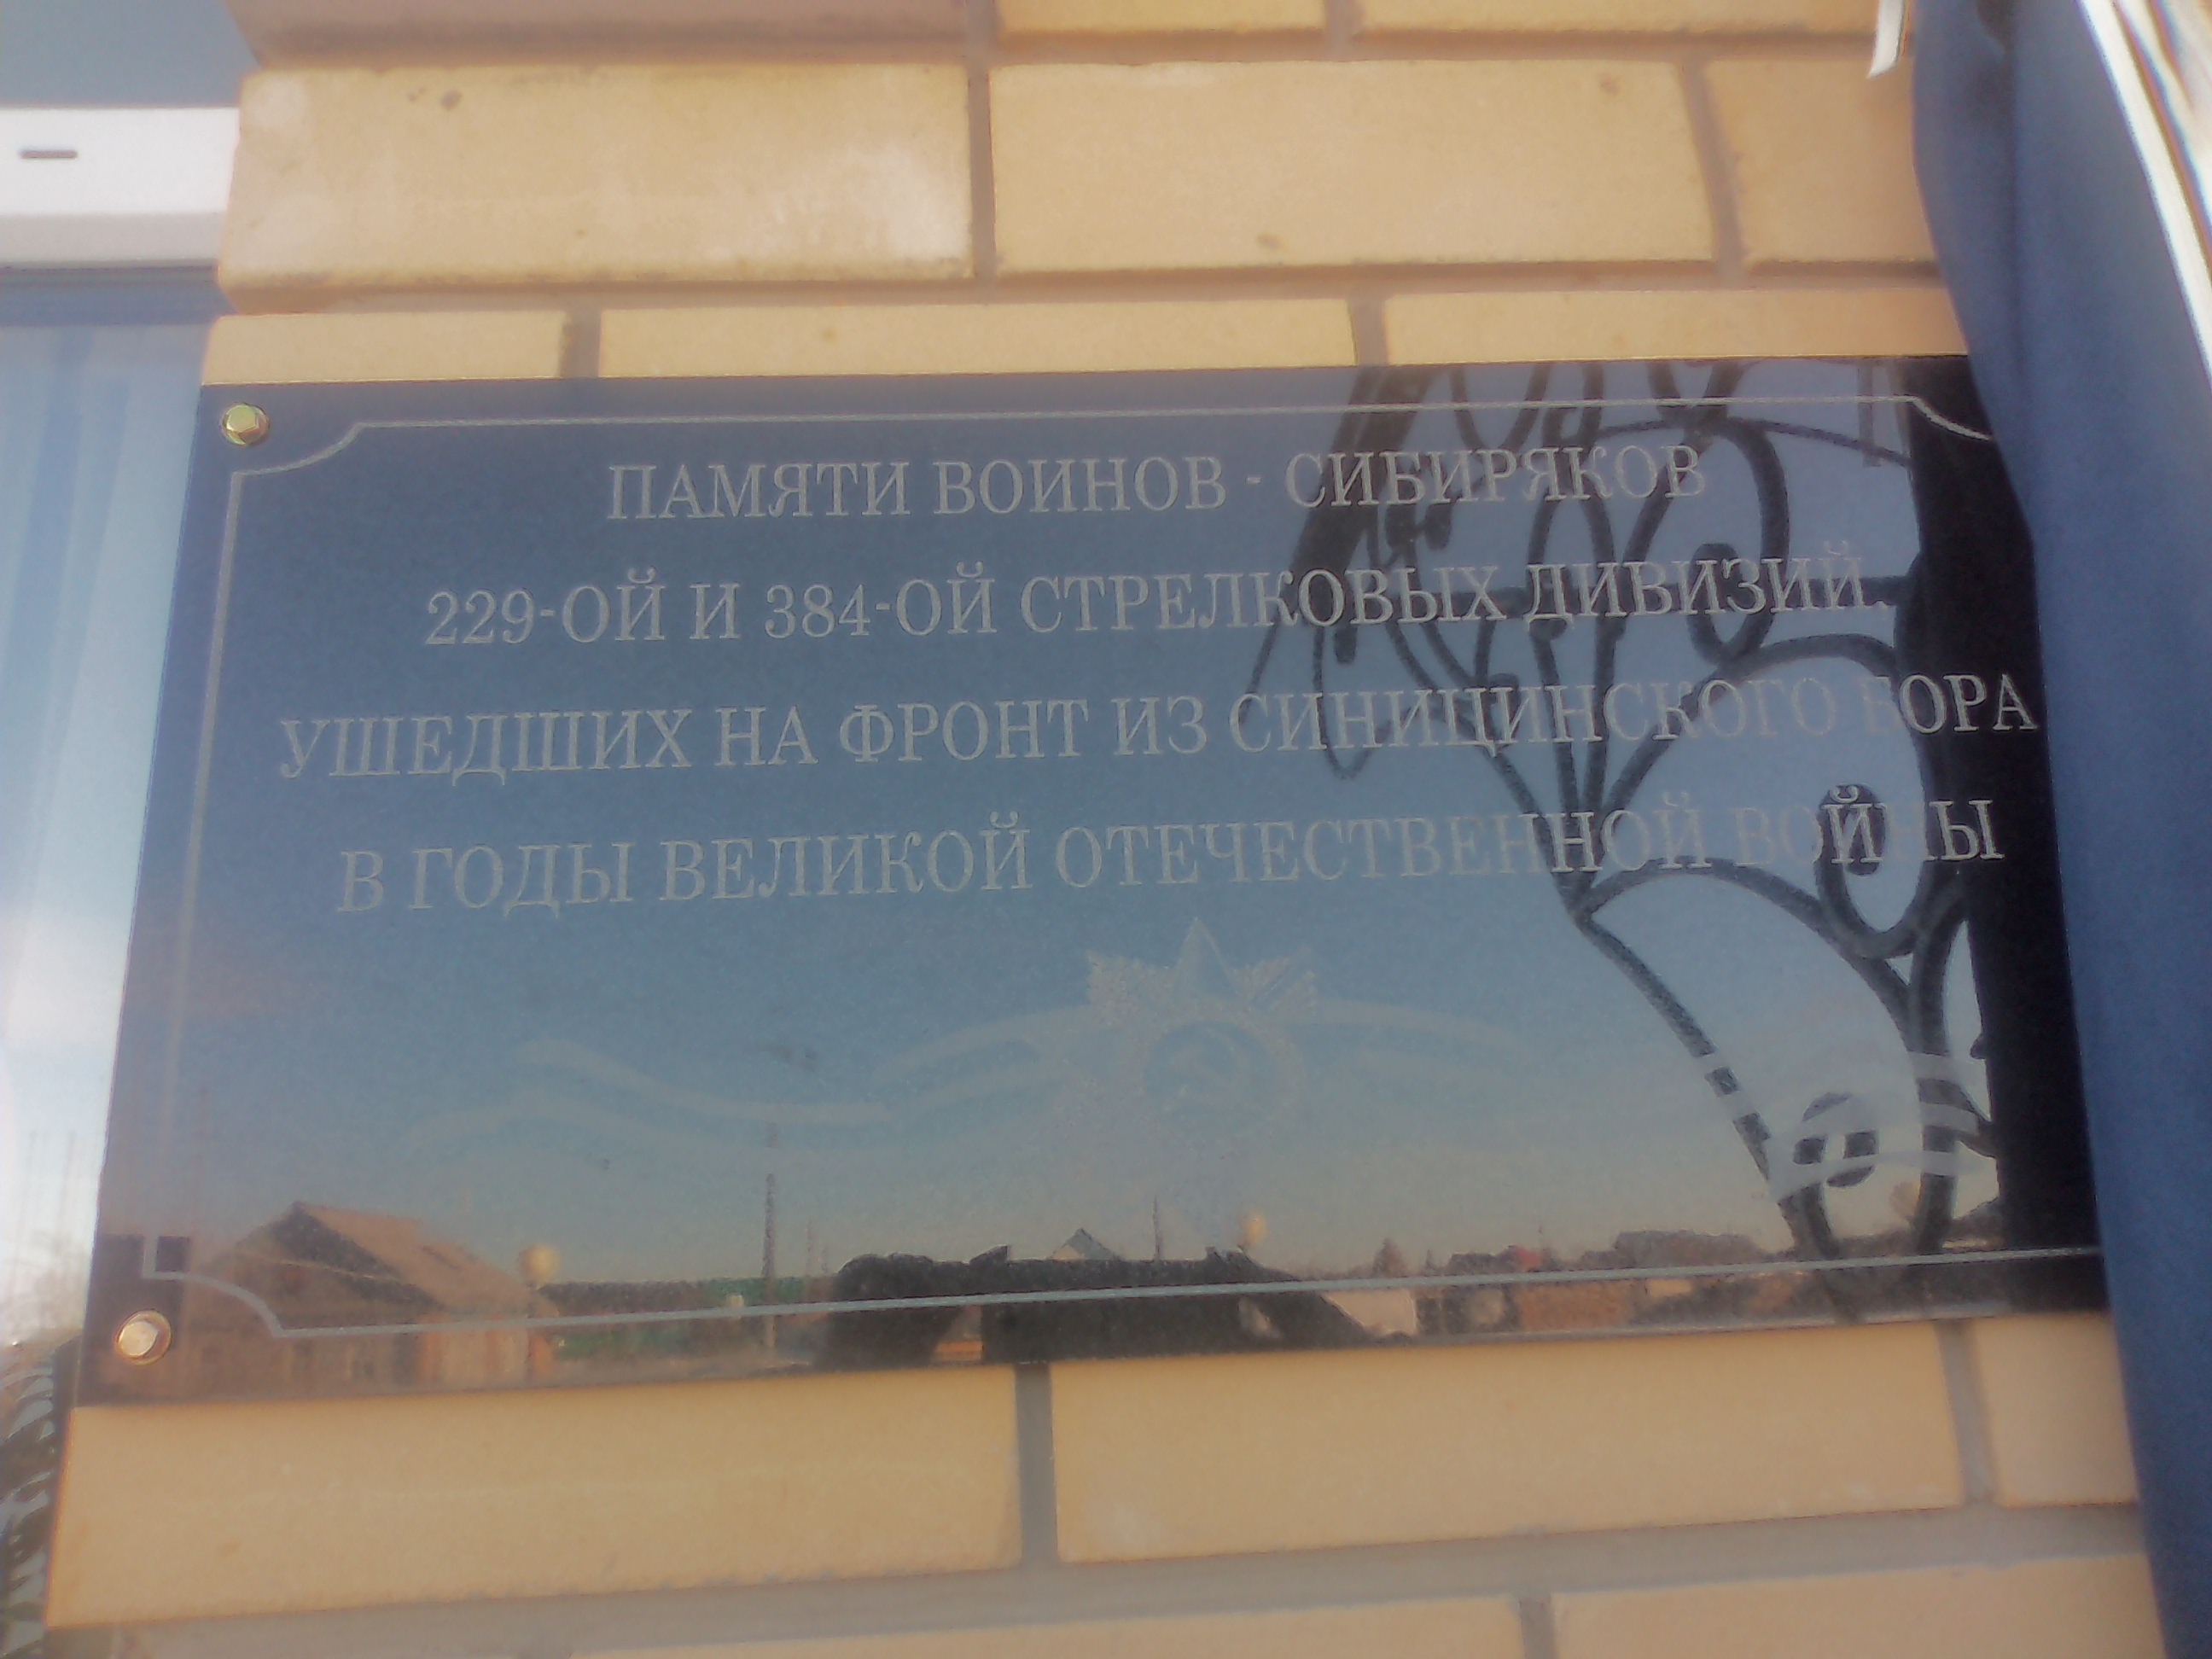 ПАМЯТИ ВОИНОВ - СИБИРЯКОВ
229-ОЙ И 384-ОЙ СТРЕЛКОВЫХ ДИВИЗИЙ,
УШЕДШИХ НА ФРОНТ ИЗ СИНИЦИНСКОГО БОРА
В ГОДЫ ВЕЛИКОЙ ОТЕЧЕСТВЕННОЙ ВОЙНЫ